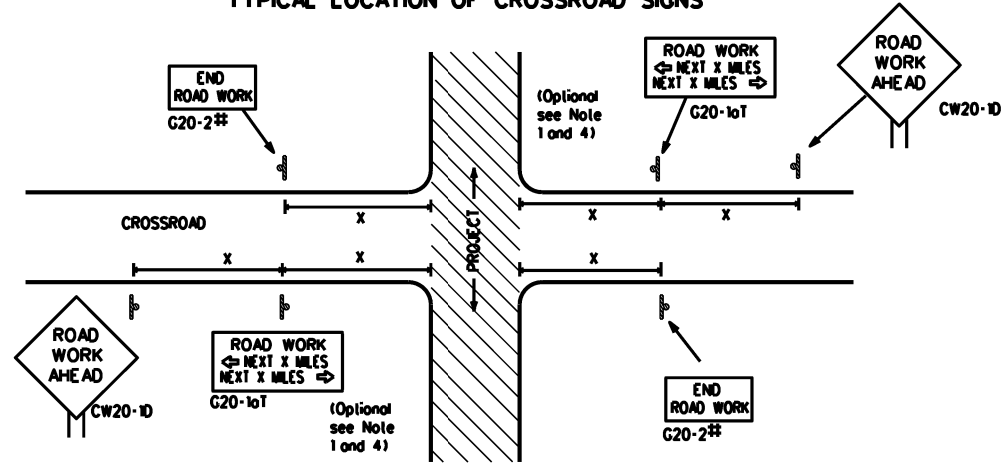 TYPICAL LOCATION OF CROSSROAD SIGNS
END
ROAD WORK
G20-2#
(Optional
see Note
1 and 4)
ROAD WORK
⇦ NEXT X MILES
NEXT X MILES ⇨
G20-1aT
ROAD
WORK
AHEAD
CW20-1D
CROSSROAD
X
X
X
PROJECT
X
X
X
ROAD
WORK
AHEAD
CW20-1D
ROAD WORK
⇦ NEXT X MILES
NEXT X MILES ⇨
G20-1aT
(Optional
see Note
1 and 4)
END
ROAD WORK
G20-2#